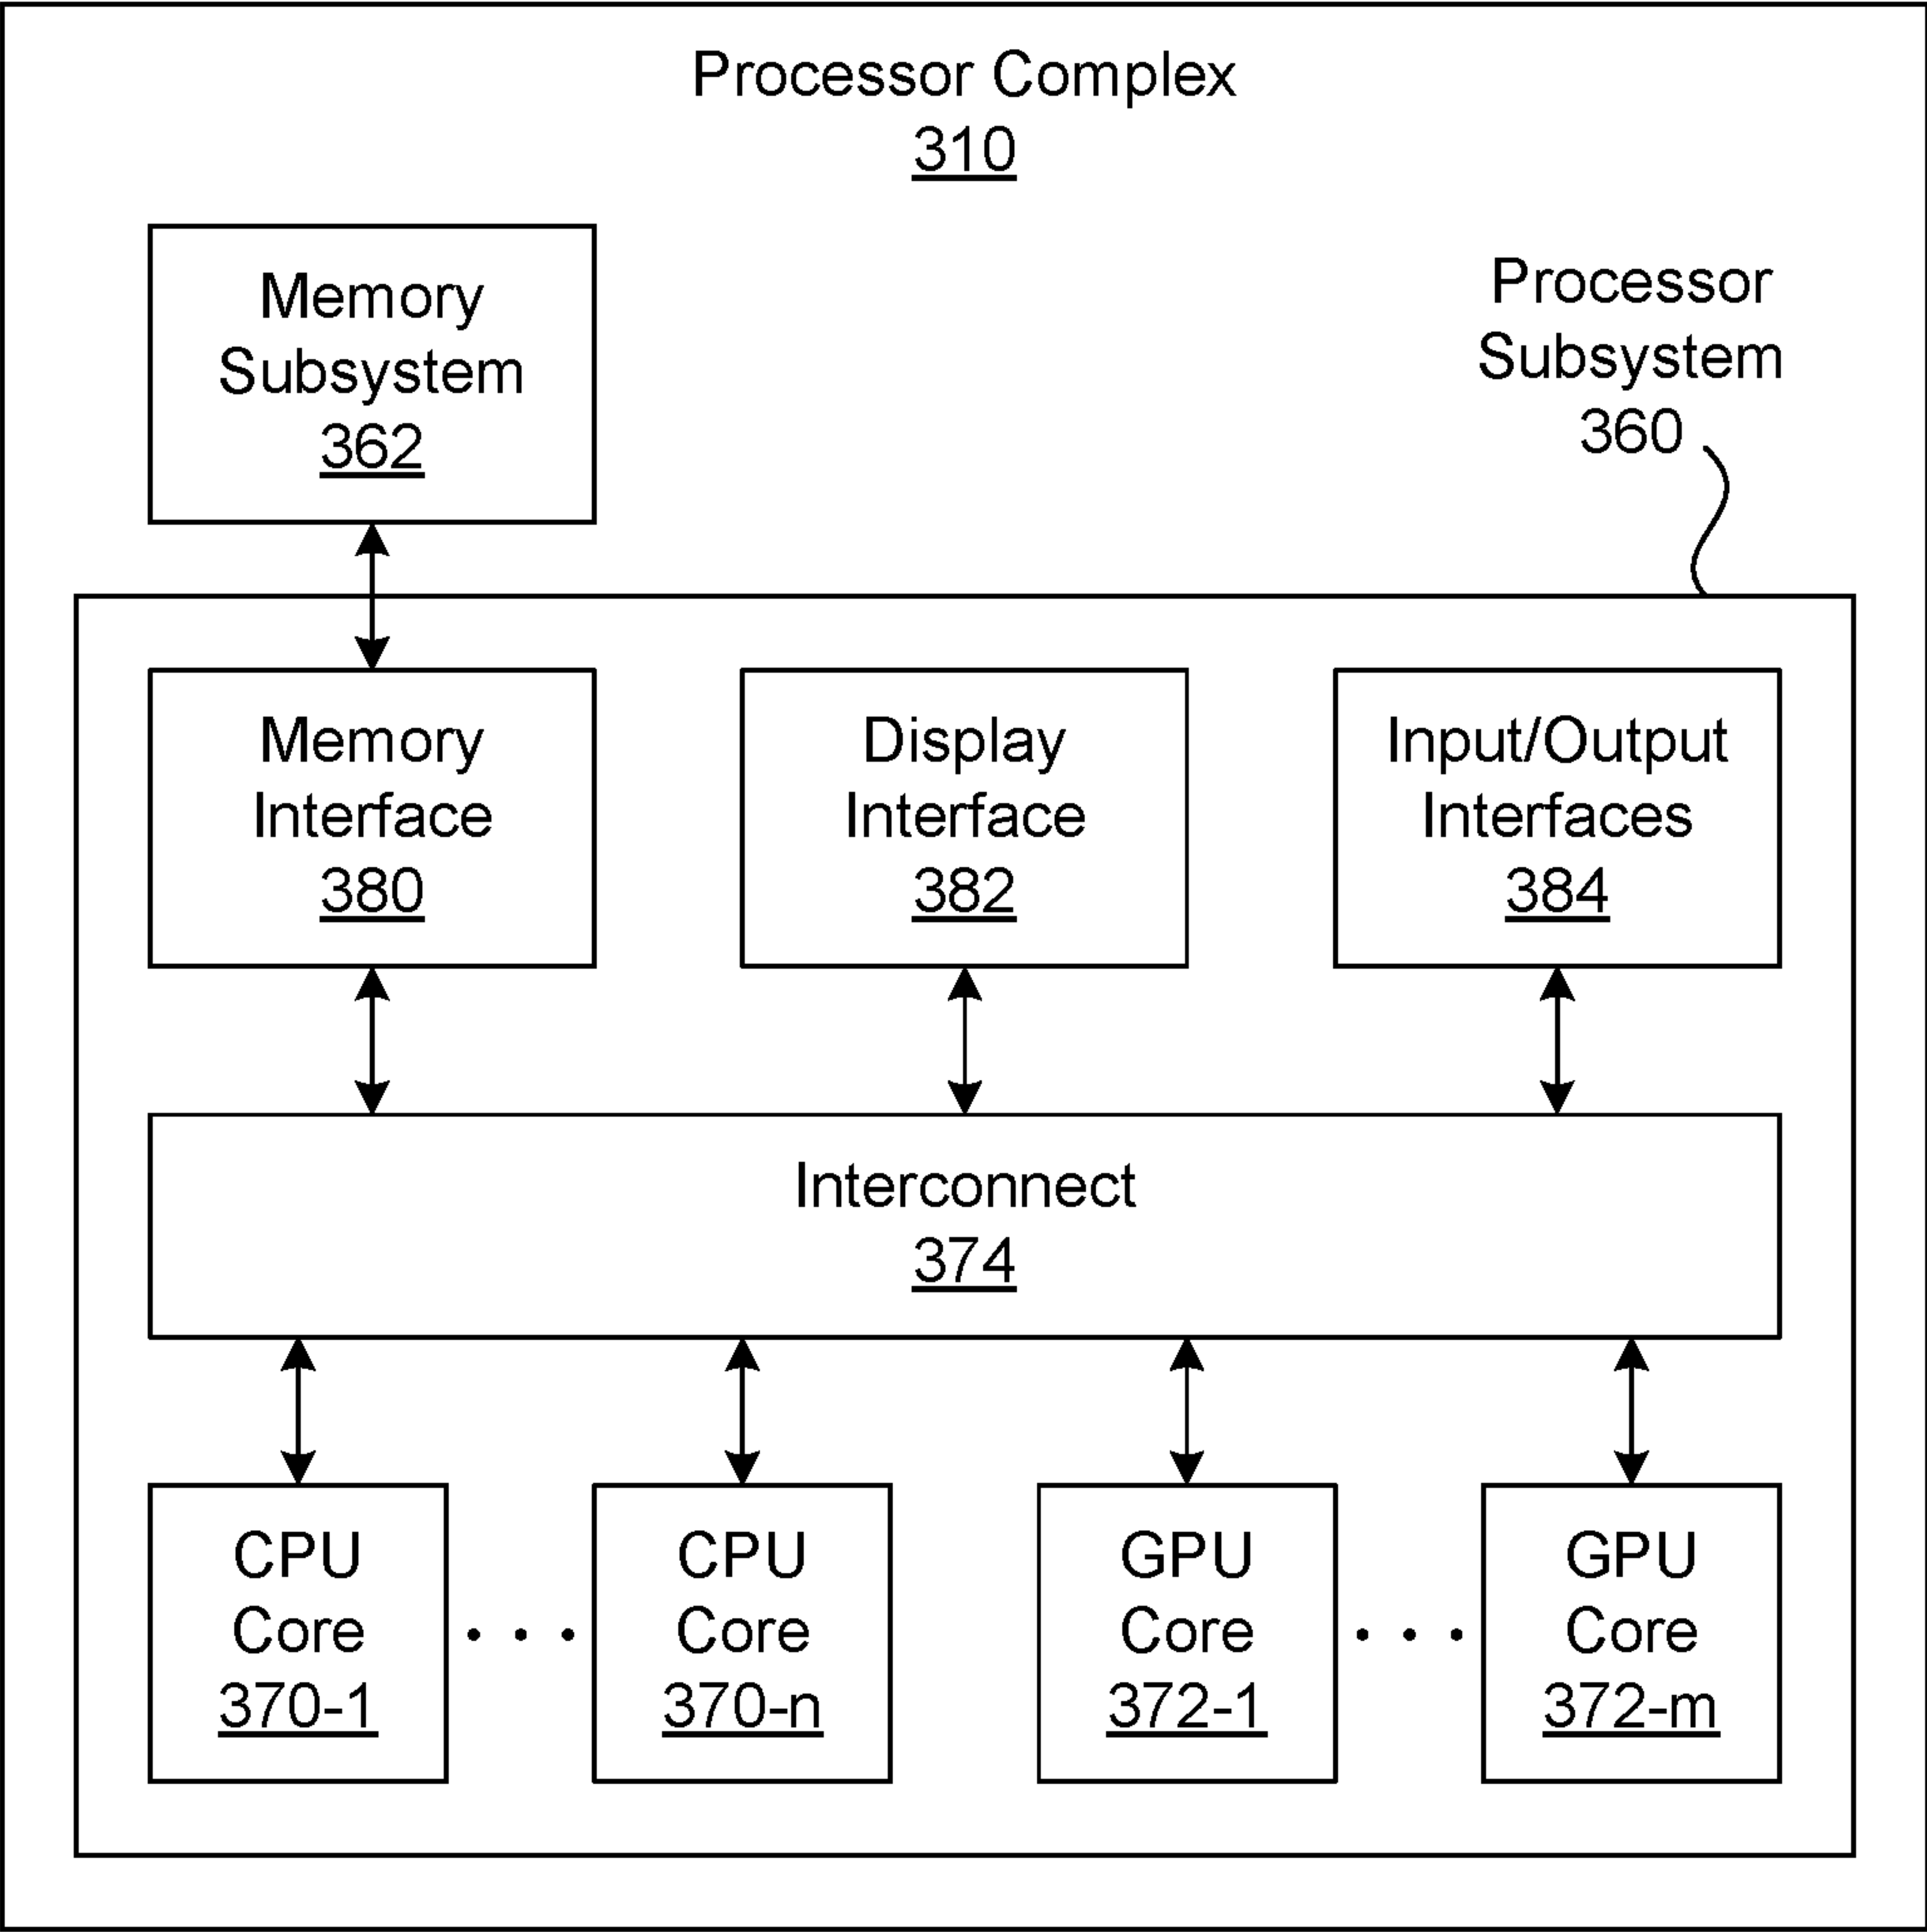 Processor Complex
310
Memory
Subsystem
362
Processor
Subsystem
360
Memory
Interface
380
Display
Interface
382
Input/Output
Interfaces
384
Interconnect
374
CPU
Core
370-1
CPU
Core
370-n
GPU
Core
372-1
GPU
Core
372-m